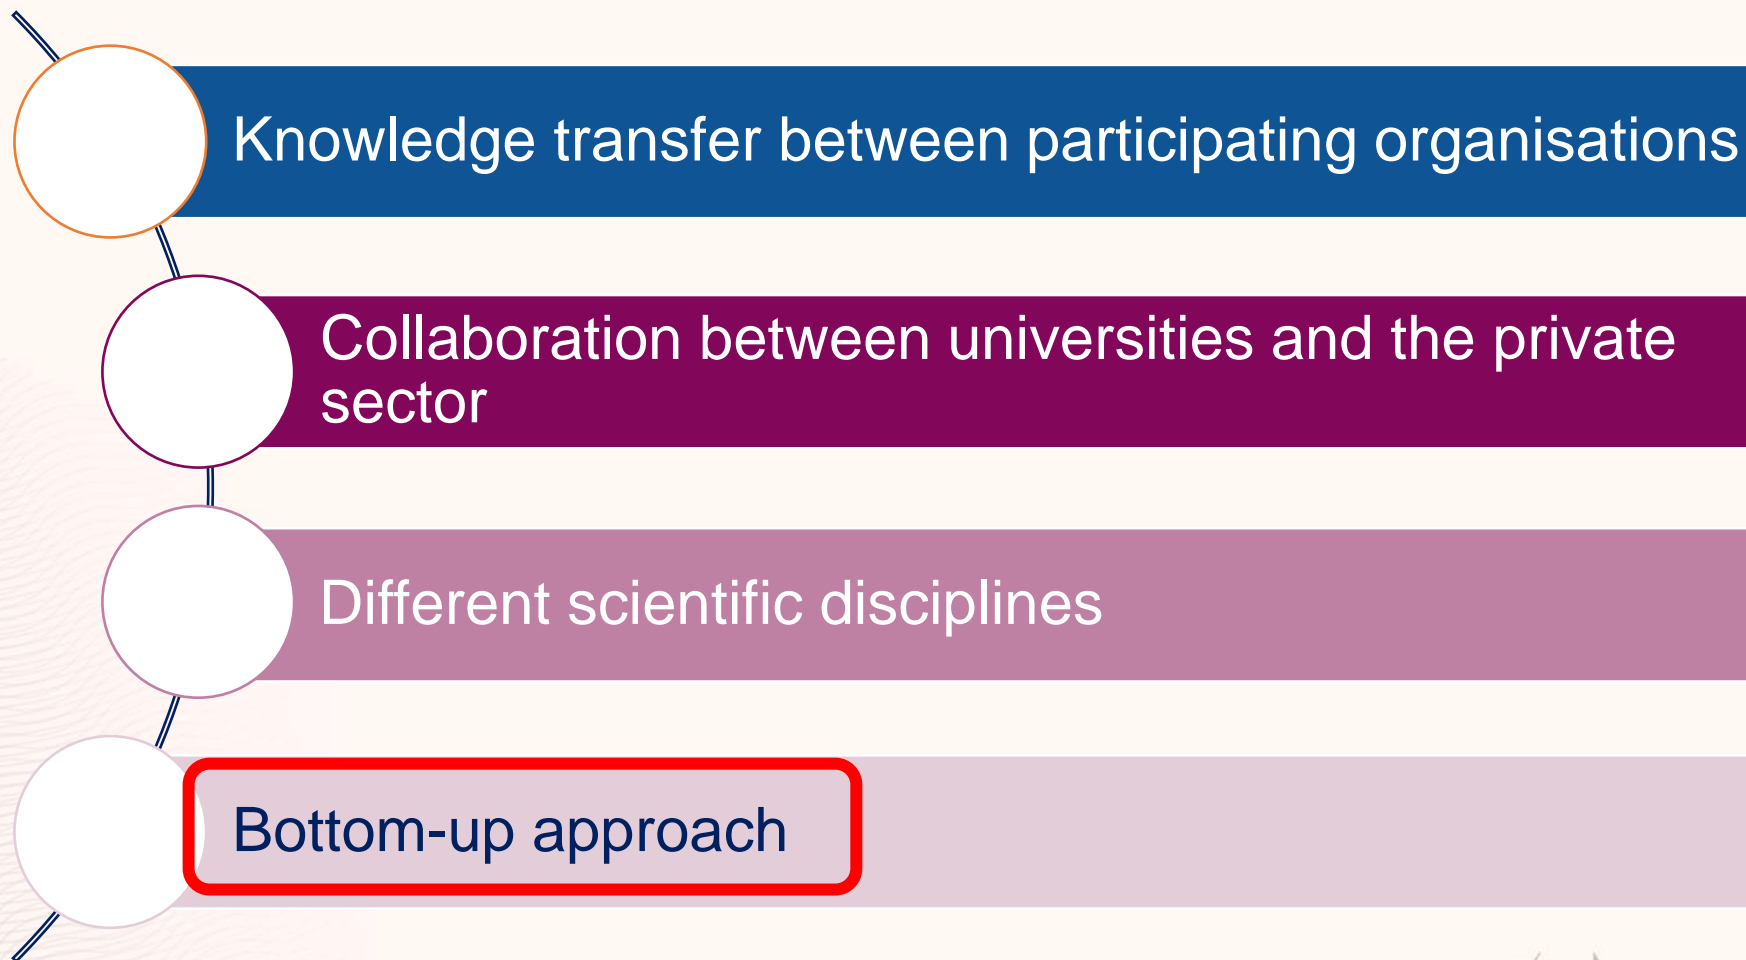 Knowledge transfer between participating organisations
Collaboration between universities and the private
sector
Different scientific disciplines
Bottom-up approach